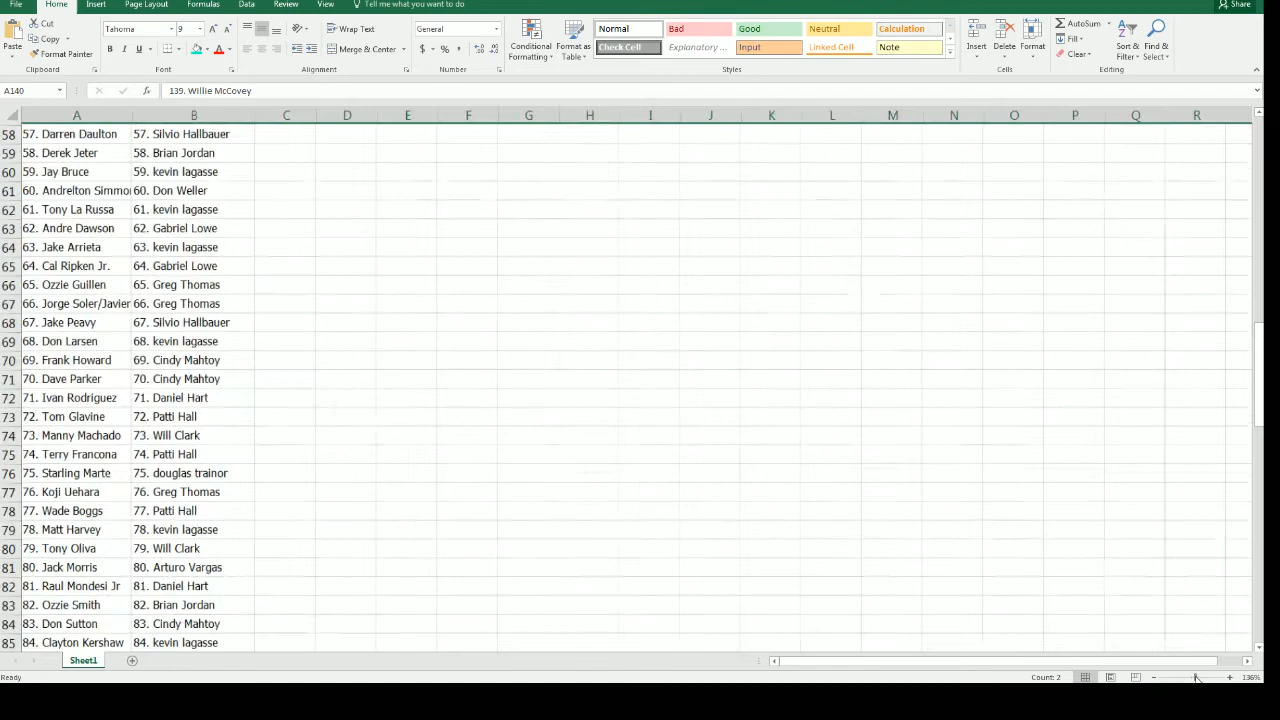 File Home Insert Page Layout Formulas Data Review View Tell me what you want to do Share
Cut Tahoma 9 Wrap Text General Normal Bad Good Neutral Calculation AutoSum
Copy Fill
Paste Format Painter B I U A Merge & Center $ % , Conditional Formatting Format as Table Check Cell Explanatory ... Input Linked Cell Note Insert Delete Format Clear Sort & Filter Find & Select
Clipboard Font Alignment Number Styles Cells Editing
A140 fx 139. Willie McCovey
A B C D E F G H I J K L M N O P Q R
58 57. Darren Daulton 57. Silvio Hallbauer
59 58. Derek Jeter 58. Brian Jordan
60 59. Jay Bruce 59. kevin lagasse
61 60. Andrelton Simmo 60. Don Weller
62 61. Tony La Russa 61. kevin lagasse
63 62. Andre Dawson 62. Gabriel Lowe
64 63. Jake Arrieta 63. kevin lagasse
65 64. Cal Ripken Jr. 64. Gabriel Lowe
66 65. Ozzie Guillen 65. Greg Thomas
67 66. Jorge Soler/Javier 66. Greg Thomas
68 67. Jake Peavy 67. Silvio Hallbauer
69 68. Don Larsen 68. kevin lagasse
70 69. Frank Howard 69. Cindy Mahtoy
71 70. Dave Parker 70. Cindy Mahtoy
72 71. Ivan Rodriguez 71. Daniel Hart
73 72. Tom Glavine 72. Patti Hall
74 73. Manny Machado 73. Will Clark
75 74. Terry Francona 74. Patti Hall
76 75. Starling Marte 75. douglas trainor
77 76. Koji Uehara 76. Greg Thomas
78 77. Wade Boggs 77. Patti Hall
79 78. Matt Harvey 78. kevin lagasse
80 79. Tony Oliva 79. Will Clark
81 80. Jack Morris 80. Arturo Vargas
82 81. Raul Mondesi Jr 81. Daniel Hart
83 82. Ozzie Smith 82. Brian Jordan
84 83. Don Sutton 83. Cindy Mahtoy
85 84. Clayton Kershaw 84. kevin lagasse
Sheet1
Ready Count: 2 136%